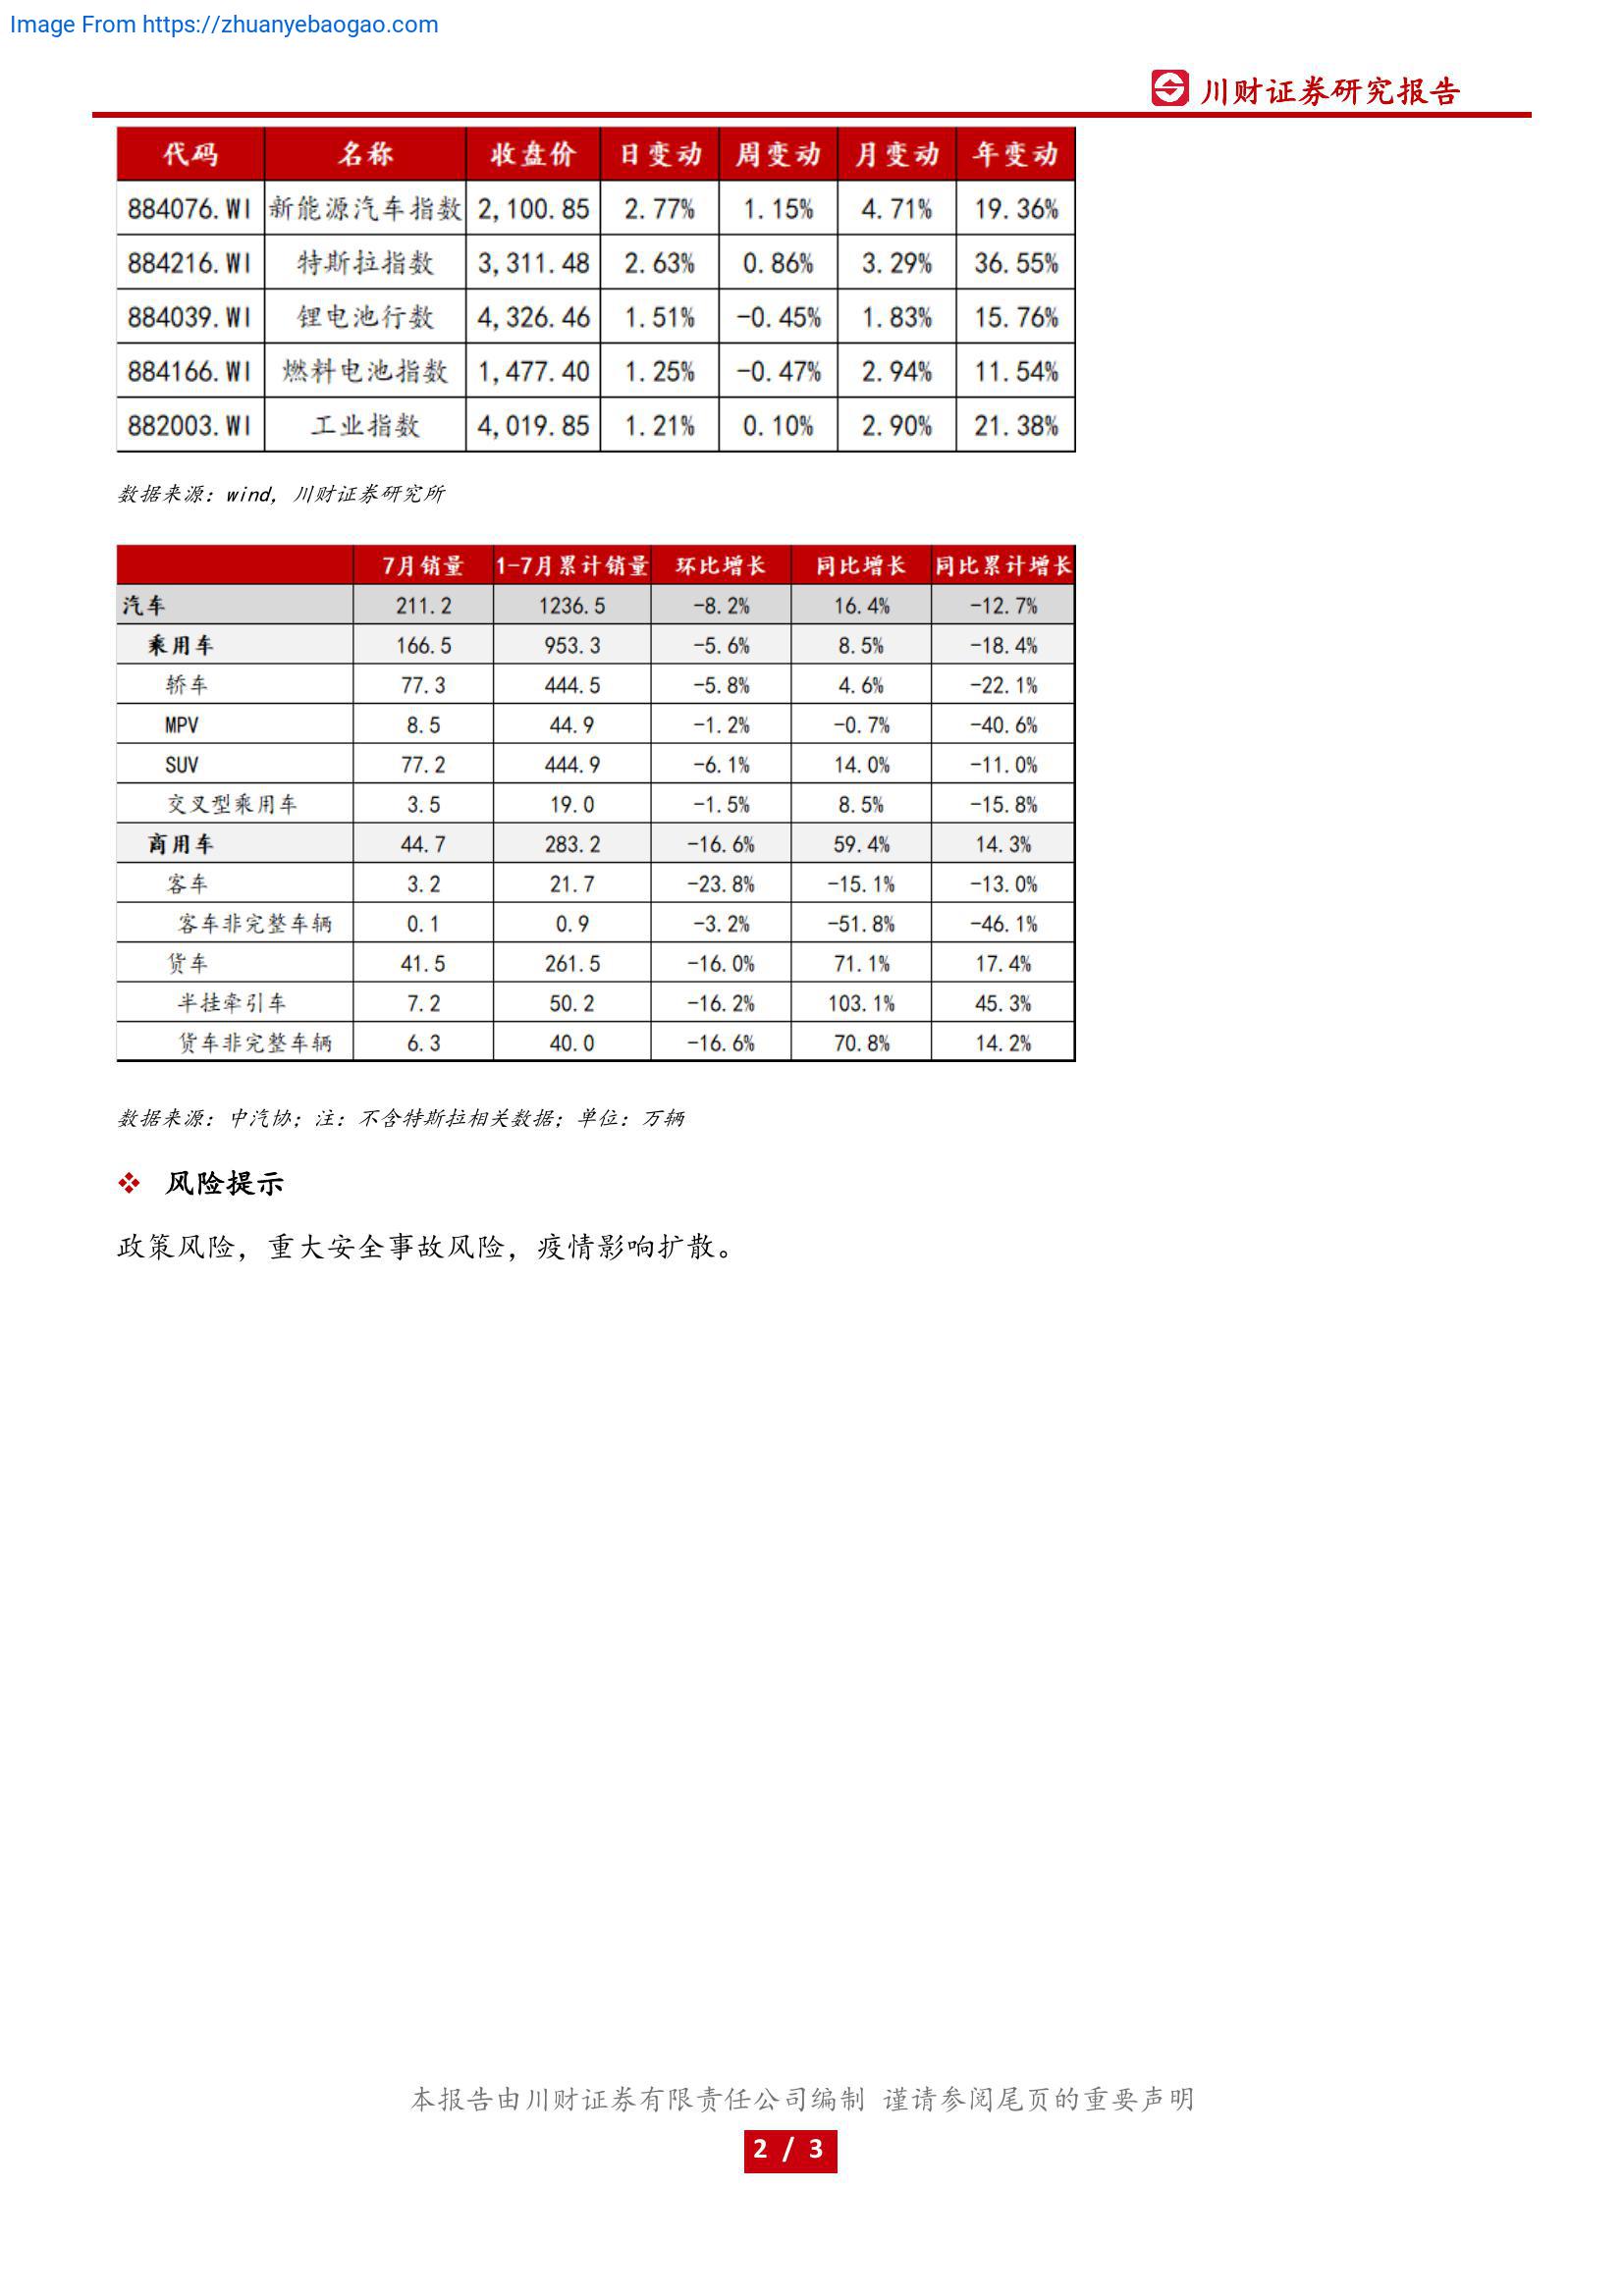 Image From https://zhuanyebaogao.com
川财证券研究报告
代码 名称 收盘价 日变动 周变动 月变动 年变动
884076.WI 新能源汽车指数 2,100.85 2.77% 1.15% 4.71% 19.36%
884216.WI 特斯拉指数 3,311.48 2.63% 0.86% 3.29% 36.55%
884039.WI 锂电池行数 4,326.46 1.51% -0.45% 1.83% 15.76%
884166.WI 燃料电池指数 1,477.40 1.25% -0.47% 2.94% 11.54%
882003.WI 工业指数 4,019.85 1.21% 0.10% 2.90% 21.38%
数据来源：wind，川财证券研究所
7月销量 1-7月累计销量 环比增长 同比增长 同比累计增长
汽车 211.2 1236.5 -8.2% 16.4% -12.7%
乘用车 166.5 953.3 -5.6% 8.5% -18.4%
轿车 77.3 444.5 -5.8% 4.6% -22.1%
MPV 8.5 44.9 -1.2% -0.7% -40.6%
SUV 77.2 444.9 -6.1% 14.0% -11.0%
交叉型乘用车 3.5 19.0 -1.5% 8.5% -15.8%
商用车 44.7 283.2 -16.6% 59.4% 14.3%
客车 3.2 21.7 -23.8% -15.1% -13.0%
客车非完整车辆 0.1 0.9 -3.2% -51.8% -46.1%
货车 41.5 261.5 -16.0% 71.1% 17.4%
半挂牵引车 7.2 50.2 -16.2% 103.1% 45.3%
货车非完整车辆 6.3 40.0 -16.6% 70.8% 14.2%
数据来源：中汽协；注：不含特斯拉相关数据；单位：万辆
❖ 风险提示
政策风险，重大安全事故风险，疫情影响扩散。
本报告由川财证券有限责任公司编制 谨请参阅尾页的重要声明
2 / 3